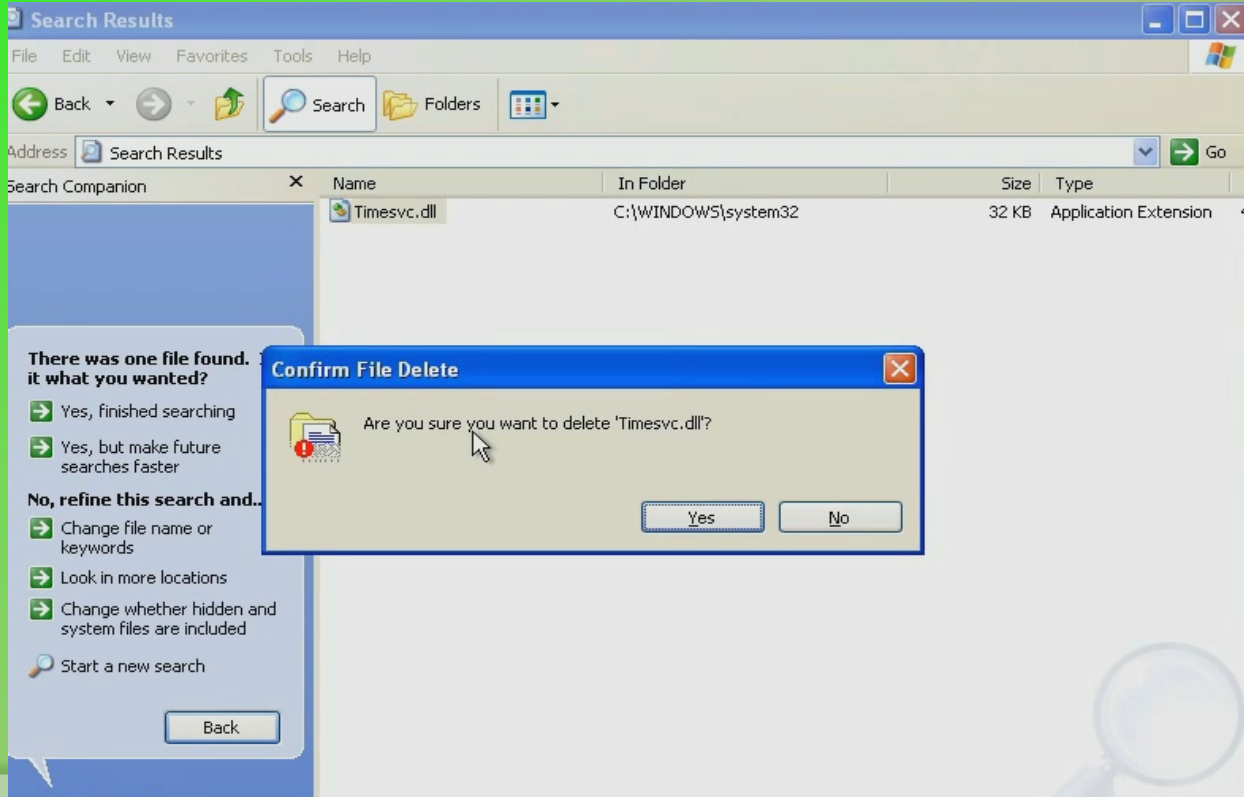 Search Results
File Edit View Favorites Tools Help
Back Search Folders
Address Search Results Go
Search Companion Name In Folder Size Type
Timesvc.dll C:\WINDOWS\system32 32 KB Application Extension
There was one file found.
it what you wanted?
Yes, finished searching
Yes, but make future
searches faster
No, refine this search and..
Change file name or
keywords
Look in more locations
Change whether hidden and
system files are included
Start a new search
Back
Confirm File Delete
Are you sure you want to delete 'Timesvc.dll'?
Yes No